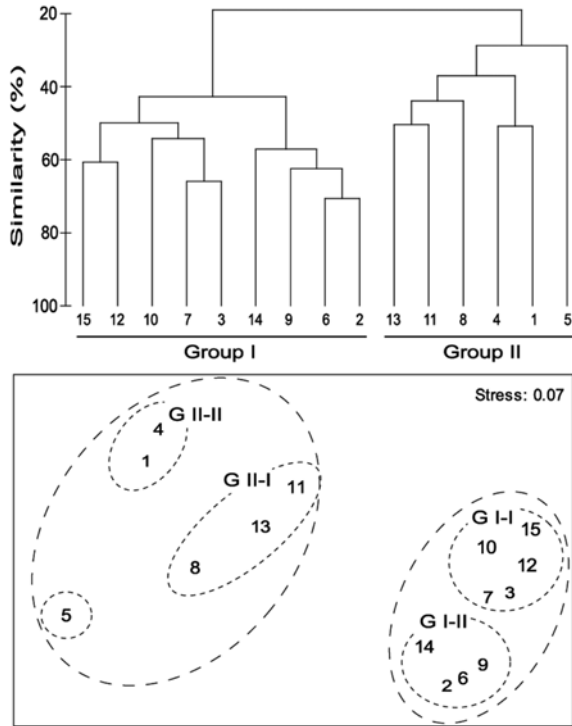 Similarity (%)
20
40
60
80
100
15 12 10 7 3 14 9 6 2 13 11 8 4 1 5
Group I Group II
Stress: 0.07
G II-II
4
1
G II-I
11
13
8
5
G I-I
15
10
12
7 3
G I-II
14
9
6
2